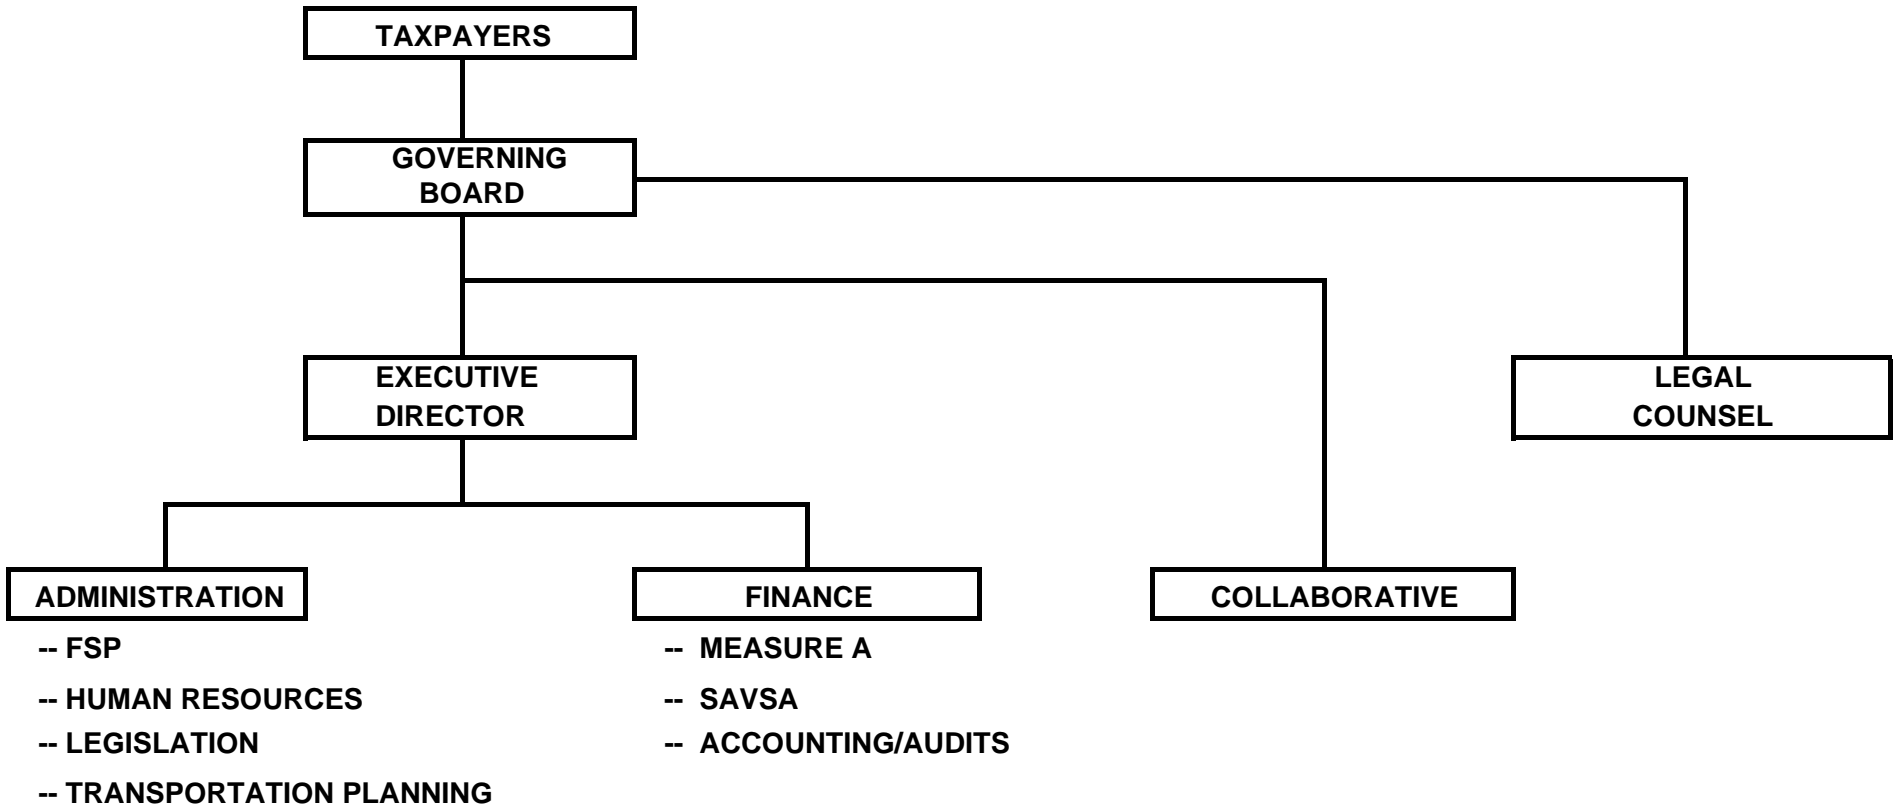 TAXPAYERS
GOVERNING
BOARD
EXECUTIVE
DIRECTOR
LEGAL
COUNSEL
ADMINISTRATION
-- FSP
-- HUMAN RESOURCES
-- LEGISLATION
-- TRANSPORTATION PLANNING
FINANCE
-- MEASURE A
-- SAVSA
-- ACCOUNTING/AUDITS
COLLABORATIVE